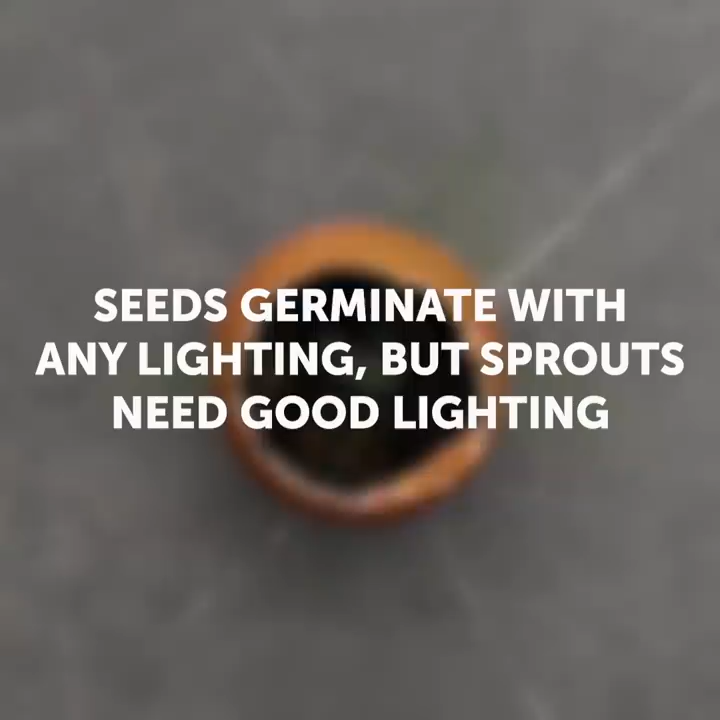 SEEDS GERMINATE WITH
ANY LIGHTING, BUT SPROUTS
NEED GOOD LIGHTING